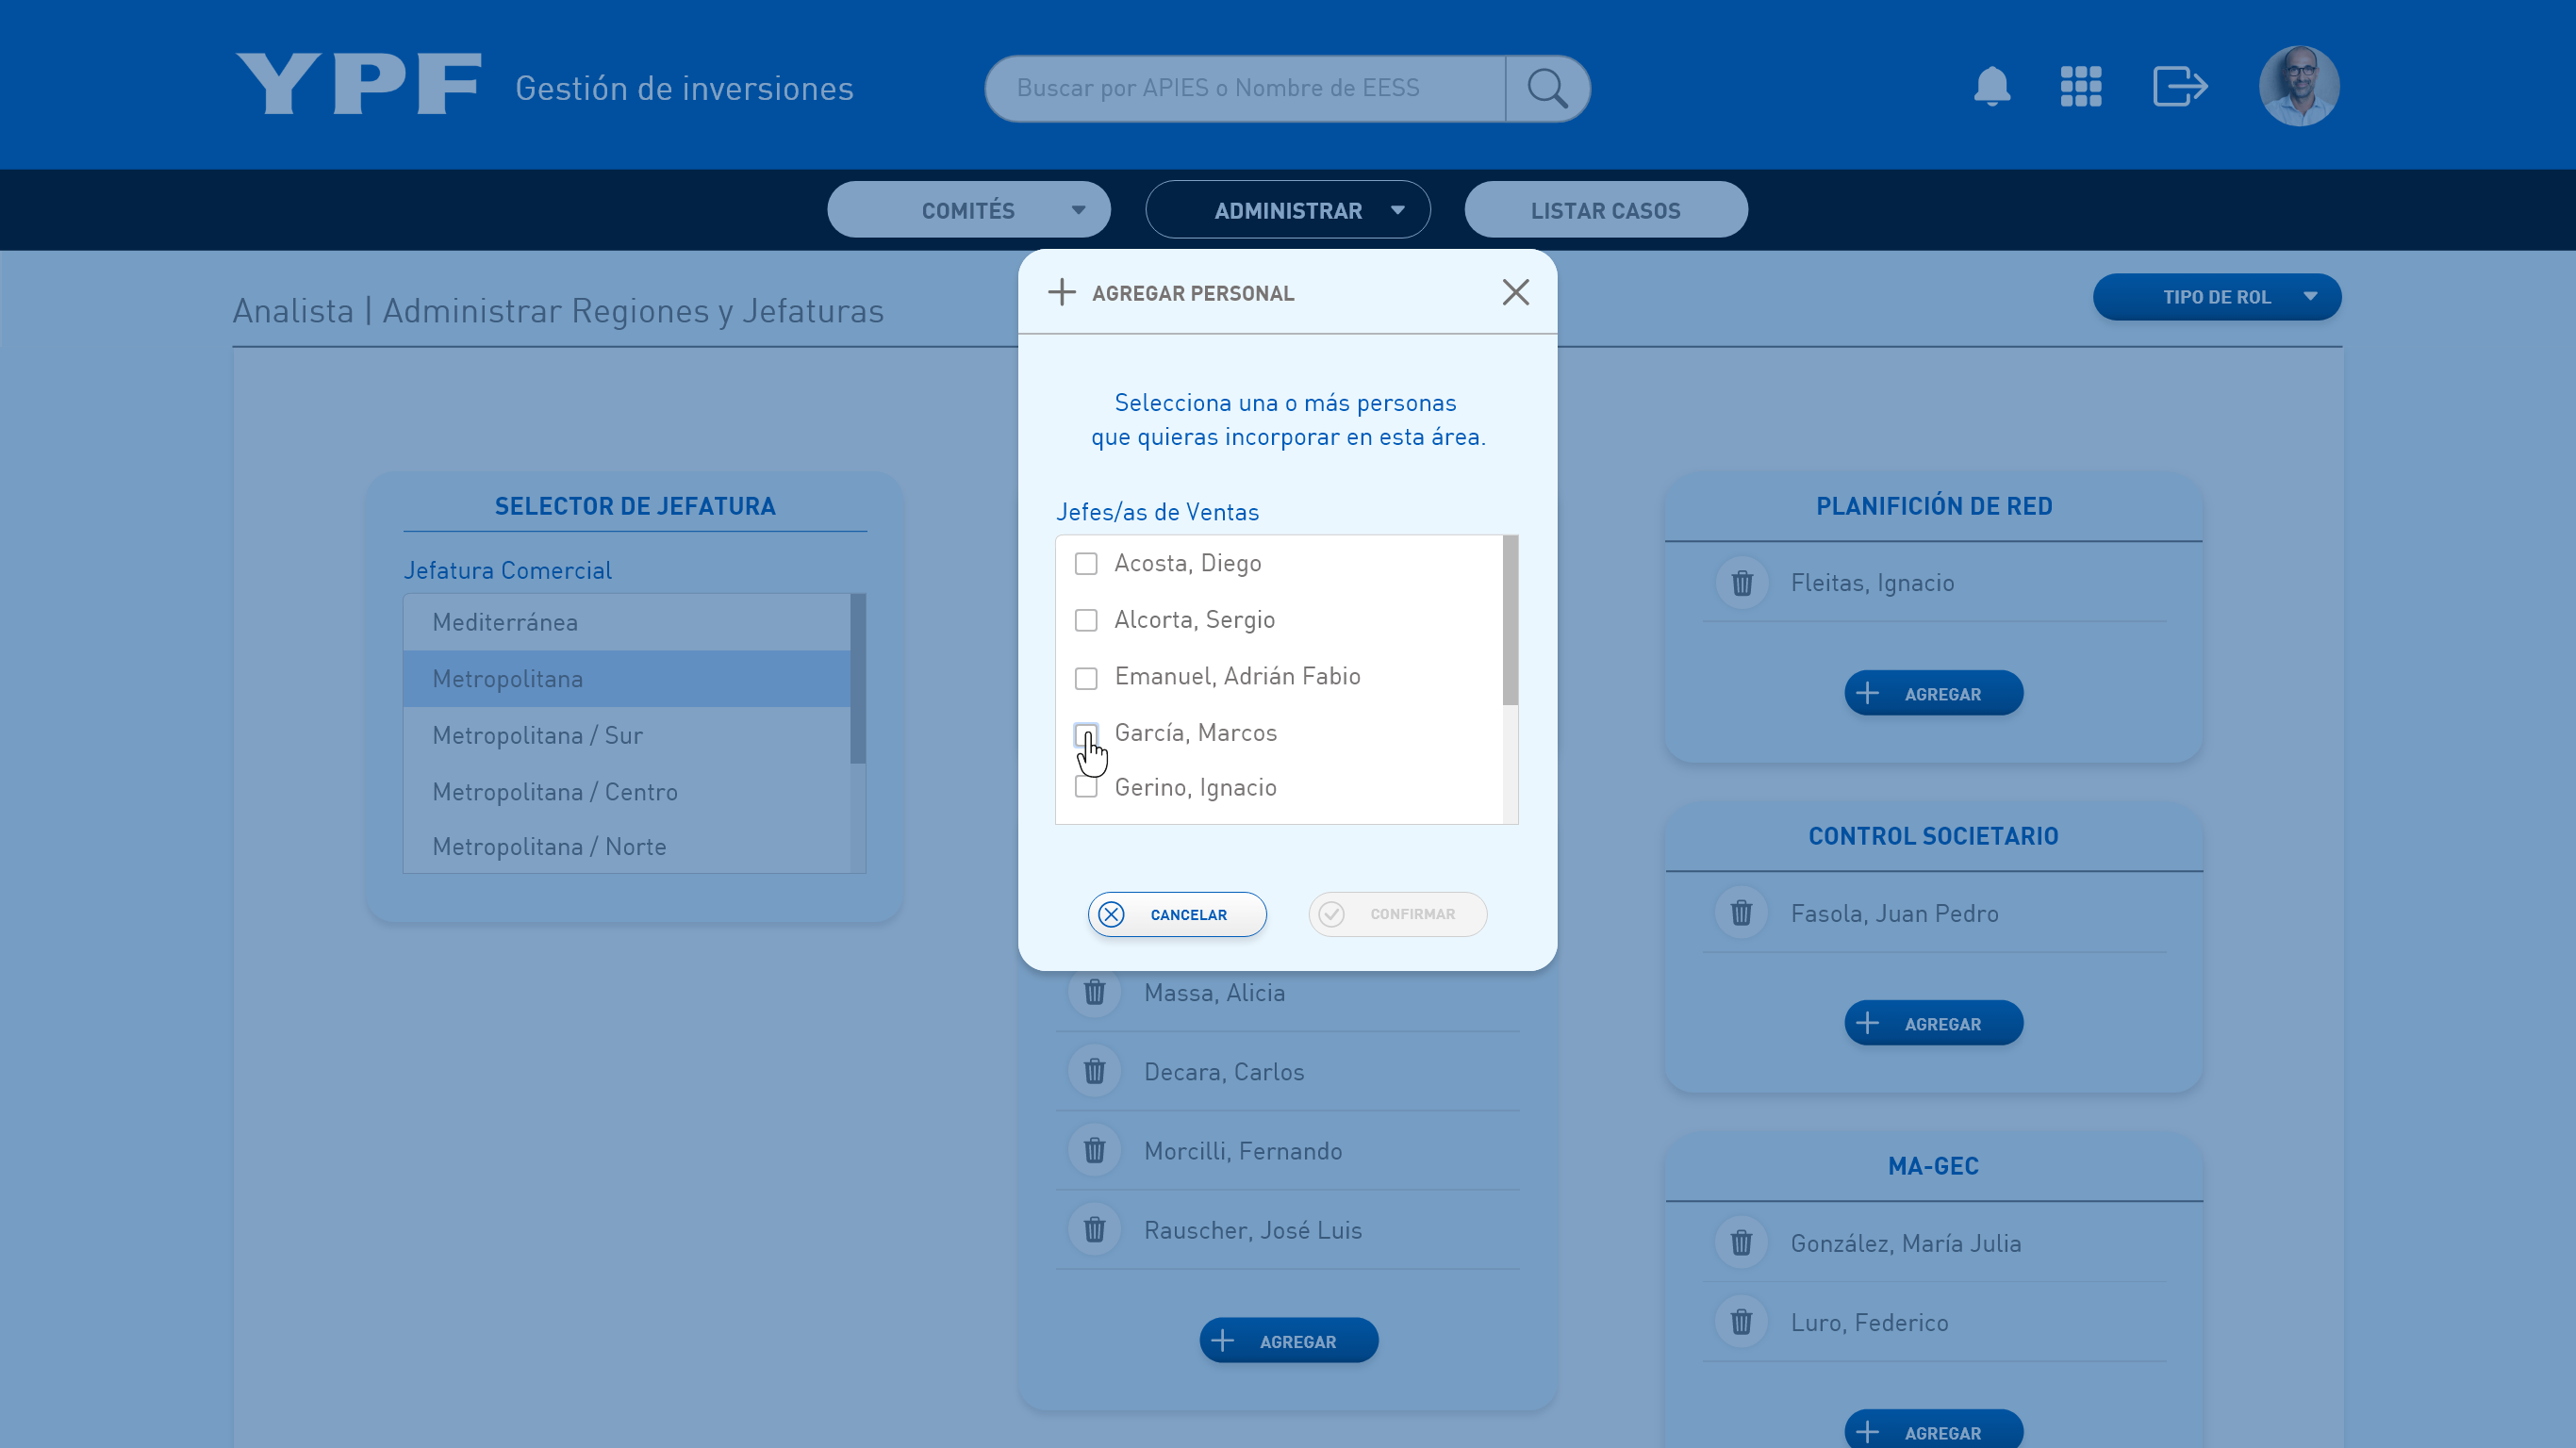 YPF
Gestión de inversiones
Buscar por APIES o Nombre de EESS
COMITÉS
ADMINISTRAR
LISTAR CASOS
Analista | Administrar Regiones y Jefaturas
TIPO DE ROL
SELECTOR DE JEFATURA
Jefatura Comercial
Mediterránea
Metropolitana
Metropolitana / Sur
Metropolitana / Centro
Metropolitana / Norte
AGREGAR PERSONAL
Selecciona una o más personas
que quieras incorporar en esta área.
Jefes/as de Ventas
Acosta, Diego
Alcorta, Sergio
Emanuel, Adrián Fabio
García, Marcos
Gerino, Ignacio
CANCELAR
CONFIRMAR
Massa, Alicia
Decara, Carlos
Morcilli, Fernando
Rauscher, José Luis
AGREGAR
PLANIFICIÓN DE RED
Fleitas, Ignacio
AGREGAR
CONTROL SOCIETARIO
Fasola, Juan Pedro
AGREGAR
MA-GEC
González, María Julia
Luro, Federico
AGREGAR